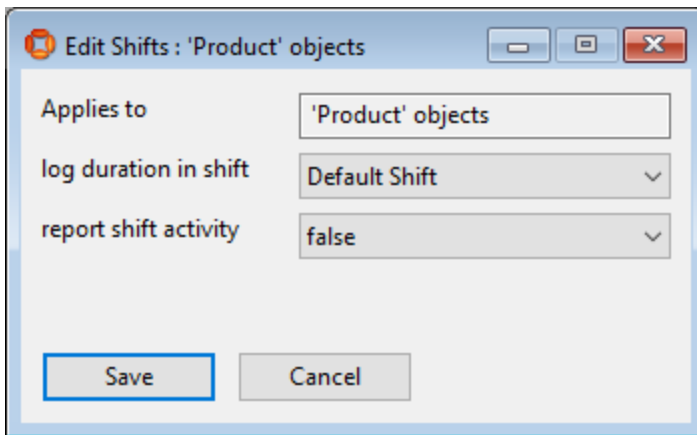 Edit Shifts : 'Product' objects
Applies to
'Product' objects
log duration in shift
Default Shift
report shift activity
false
Save
Cancel